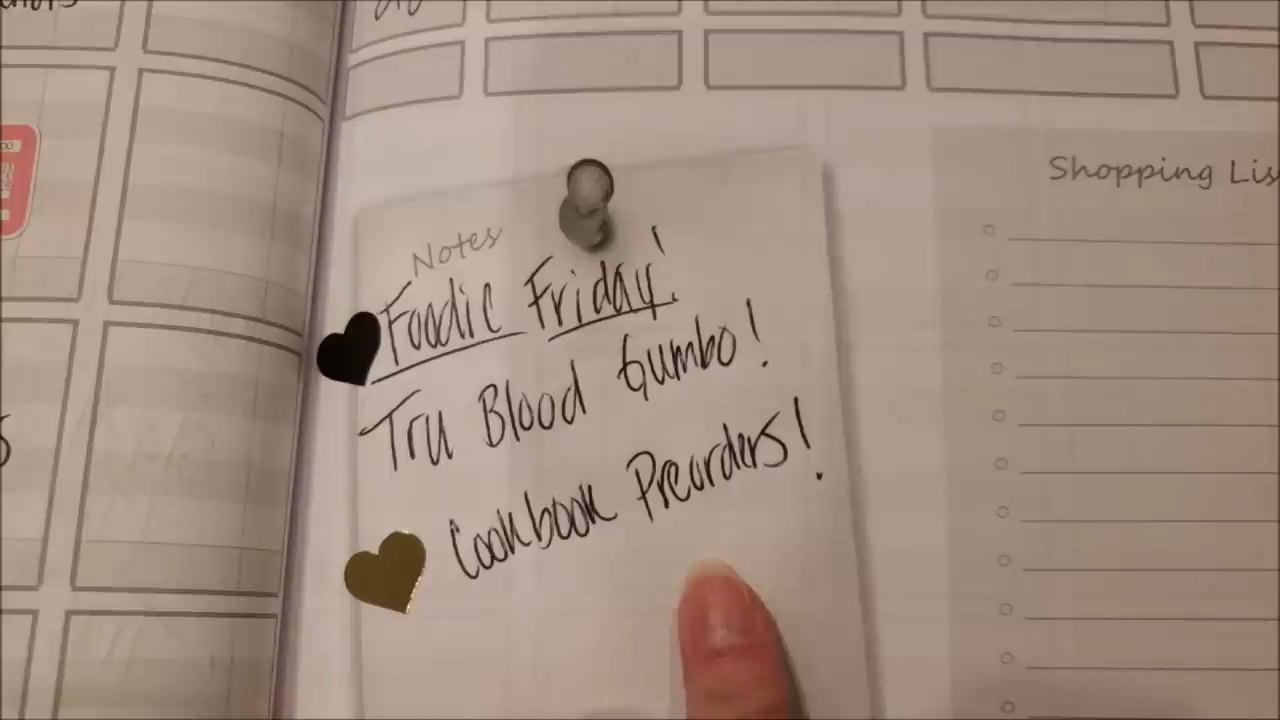 Shopping Lis
Notes
Foodie Friday!
Tru Blood Gumbo!
Cookbook Preorders!